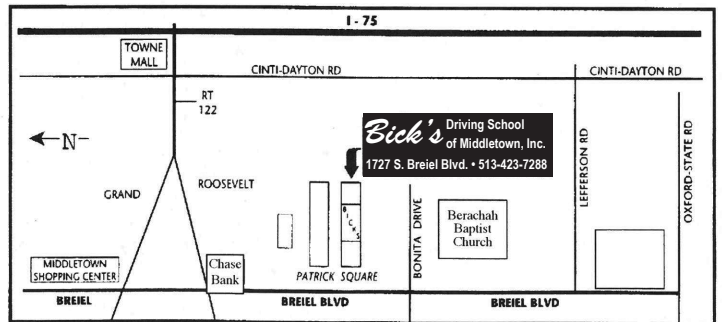 I - 75
TOWNE
MALL
CINTI-DAYTON RD
CINTI-DAYTON RD
RT
122
N
Bick's Driving School
of Middletown, Inc.
1727 S. Breiel Blvd. • 513-423-7288
GRAND
ROOSEVELT
BICKS
BONITA DRIVE
Berachah
Baptist
Church
JEFFERSON RD
OXFORD-STATE RD
MIDDLETOWN
SHOPPING CENTER
Chase
Bank
PATRICK SQUARE
BREIEL
BREIEL BLVD
BREIEL BLVD